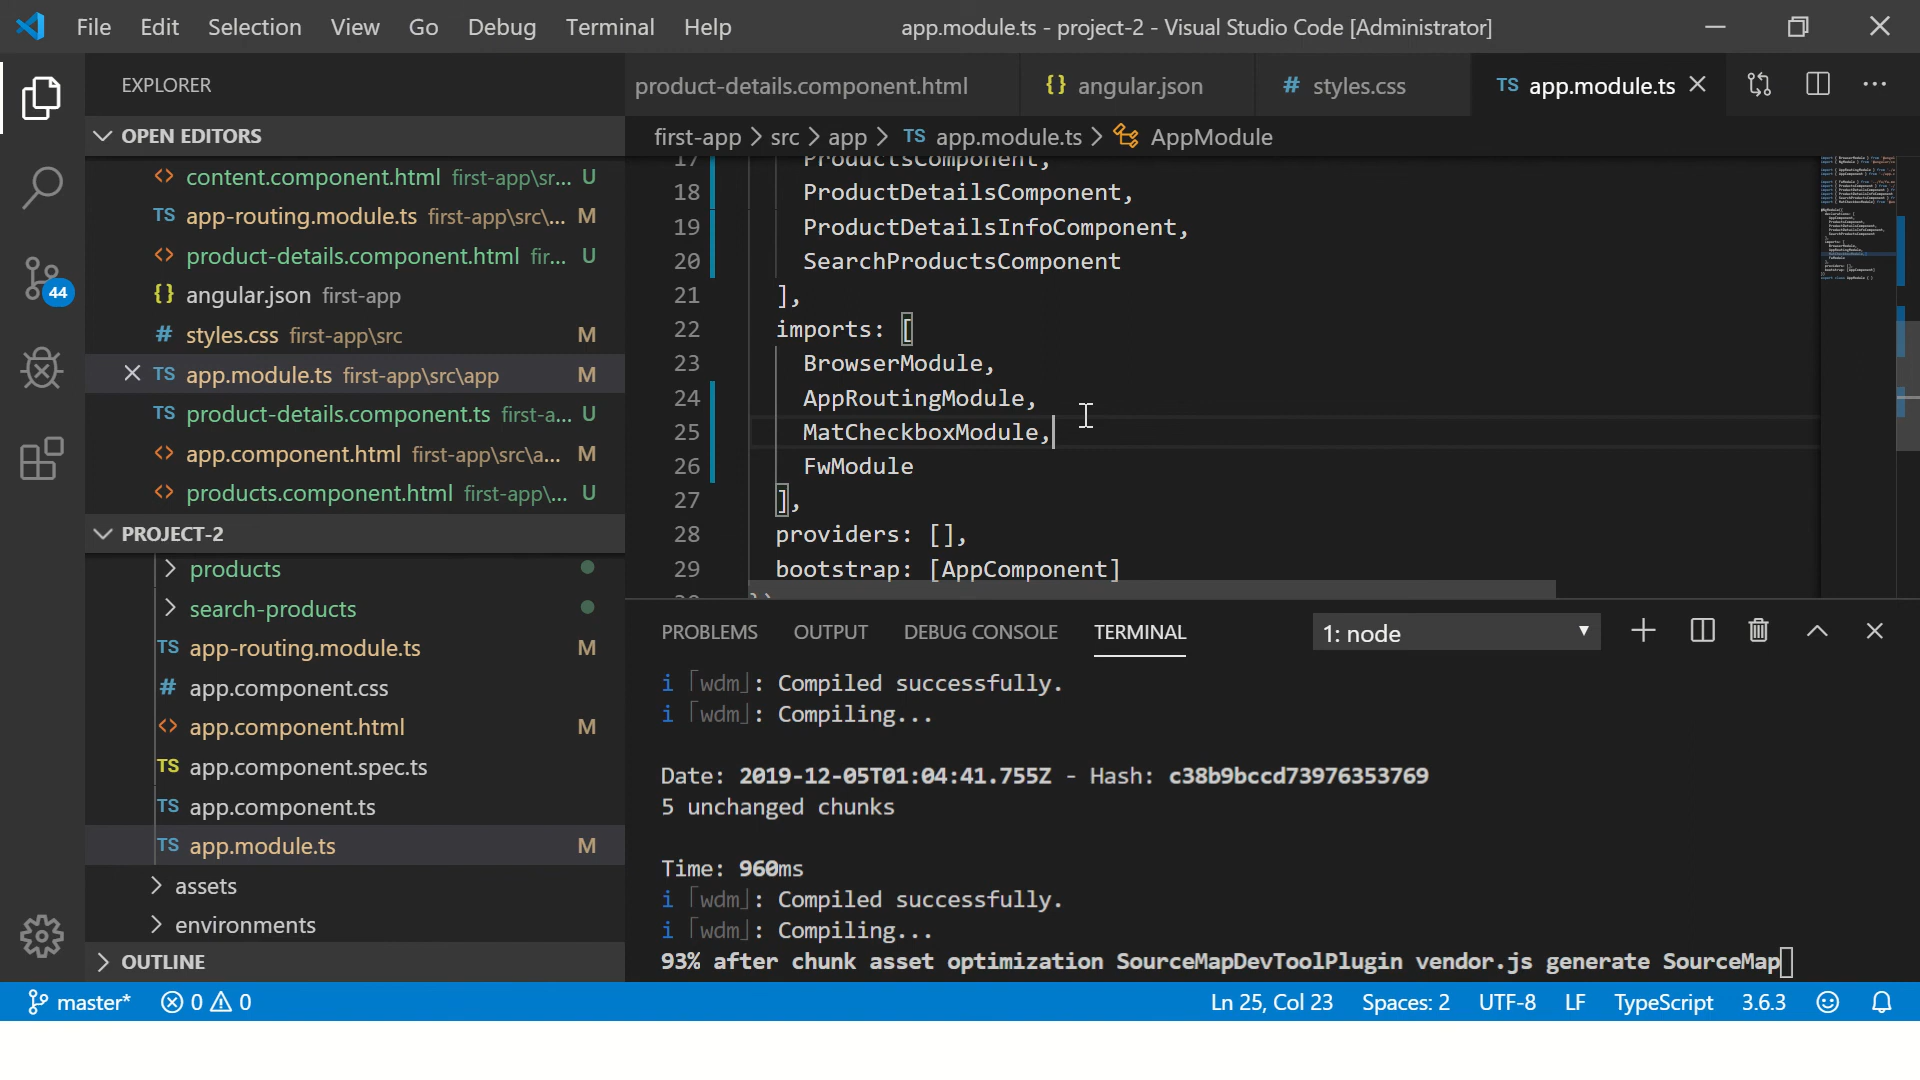 File Edit Selection View Go Debug Terminal Help
app.module.ts - project-2 - Visual Studio Code [Administrator]
EXPLORER
product-details.component.html
{} angular.json
# styles.css
TS app.module.ts
OPEN EDITORS
first-app > src > app > TS app.module.ts > AppModule
<> content.component.html first-app\sr... U
TS app-routing.module.ts first-app\src\... M
<> product-details.component.html fir... U
{} angular.json first-app
# styles.css first-app\src M
TS app.module.ts first-app\src\app M
TS product-details.component.ts first-a... U
<> app.component.html first-app\src\a... M
<> products.component.html first-app\... U
PROJECT-2
products
search-products
TS app-routing.module.ts M
# app.component.css
<> app.component.html M
TS app.component.spec.ts
TS app.component.ts
TS app.module.ts M
assets
environments
OUTLINE
44
17 ProductsComponent,
18 ProductDetailsComponent,
19 ProductDetailsInfoComponent,
20 SearchProductsComponent
21 ],
22 imports: [
23 BrowserModule,
24 AppRoutingModule,
25 MatCheckboxModule,
26 FwModule
27 ],
28 providers: [],
29 bootstrap: [AppComponent]
PROBLEMS OUTPUT DEBUG CONSOLE TERMINAL 1: node
i ｢wdm｣: Compiled successfully.
i ｢wdm｣: Compiling...
Date: 2019-12-05T01:04:41.755Z - Hash: c38b9bccd73976353769
5 unchanged chunks
Time: 960ms
i ｢wdm｣: Compiled successfully.
i ｢wdm｣: Compiling...
93% after chunk asset optimization SourceMapDevToolPlugin vendor.js generate SourceMap
master* 0 0 Ln 25, Col 23 Spaces: 2 UTF-8 LF TypeScript 3.6.3